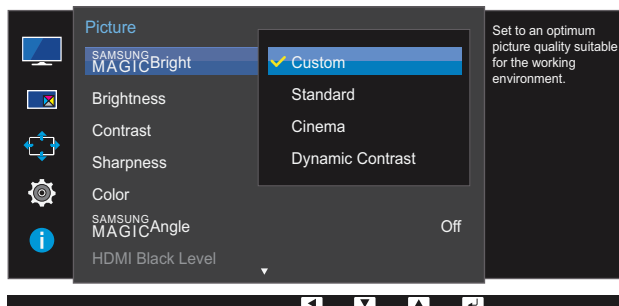 Picture
SAMSUNG
MAGICBright
Custom
Standard
Cinema
Dynamic Contrast
Brightness
Contrast
Sharpness
Color
SAMSUNG
MAGICAngle
Off
HDMI Black Level
Set to an optimum
picture quality suitable
for the working
environment.